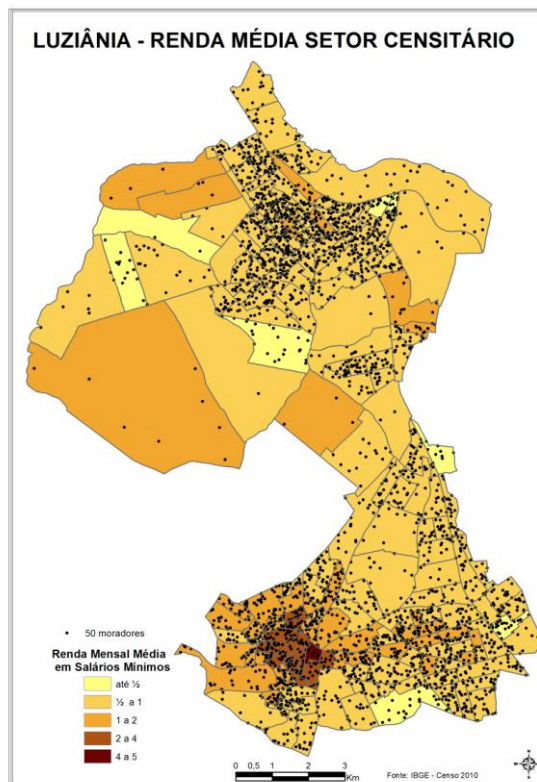 LUZIÂNIA - RENDA MÉDIA SETOR CENSITÁRIO
50 moradores
Renda Mensal Média
em Salários Mínimos
até ½
½ a 1
1 a 2
2 a 4
4 a 5
0 0,5 1 2 3
Km
Fonte: IBGE - Censo 2010